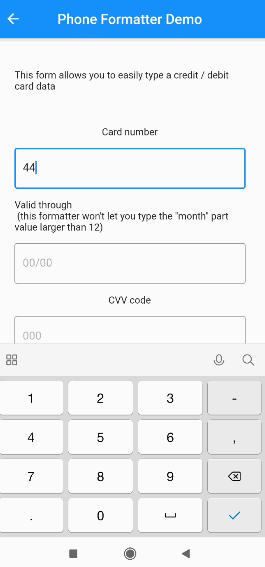 Phone Formatter Demo
This form allows you to easily type a credit / debit
card data
Card number
44
Valid through
(this formatter won't let you type the "month" part
value larger than 12)
00/00
CVV code
000
1 2 3 -
4 5 6 ,
7 8 9
. 0